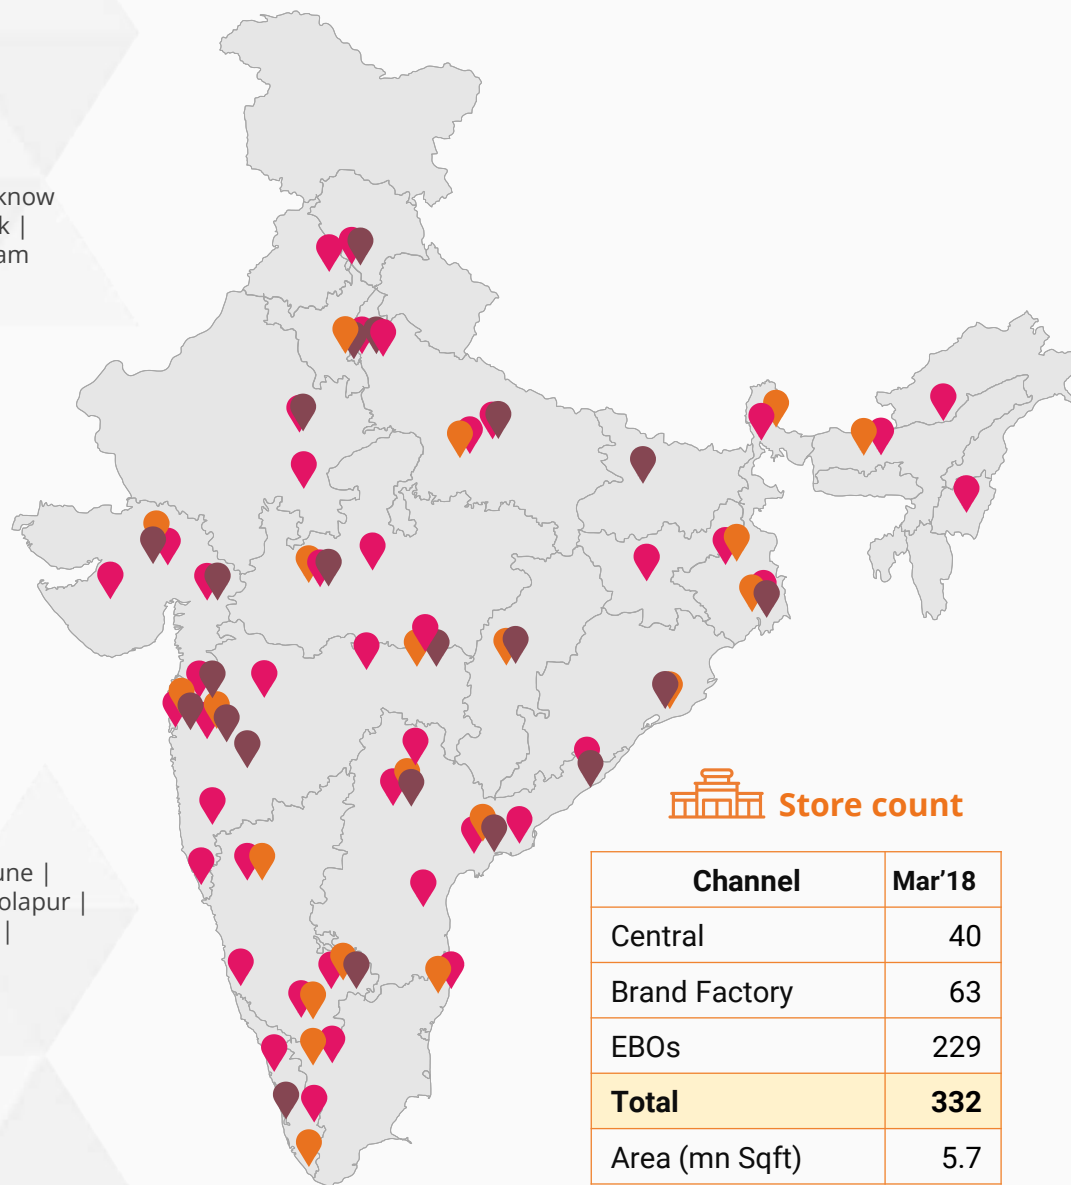 know
k |
am
une |
olapur |
|
Store count
Channel Mar’18
Central 40
Brand Factory 63
EBOs 229
Total 332
Area (mn Sqft) 5.7